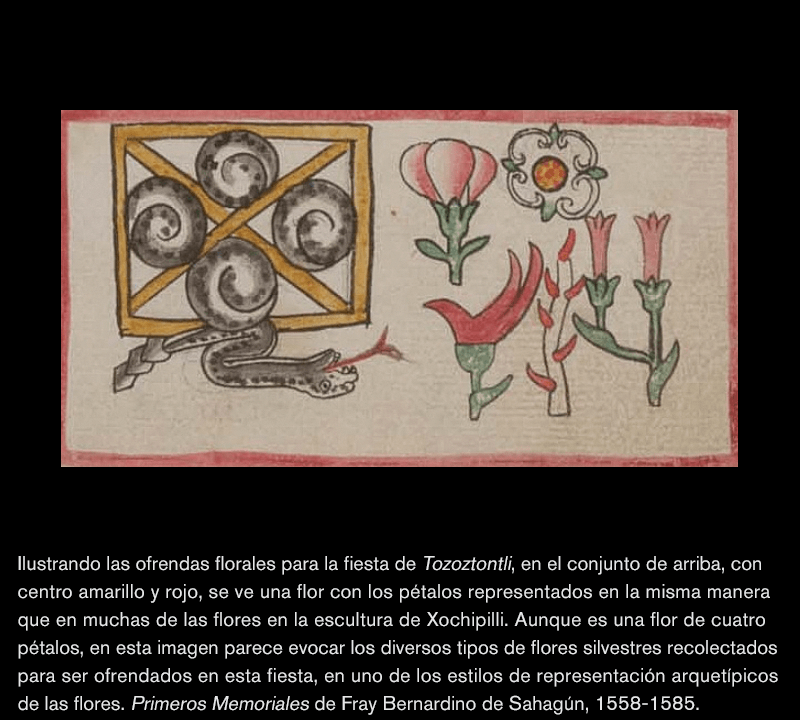 Ilustrando las ofrendas florales para la fiesta de Tozoztontli, en el conjunto de arriba, con
centro amarillo y rojo, se ve una flor con los pétalos representados en la misma manera
que en muchas de las flores en la escultura de Xochipilli. Aunque es una flor de cuatro
pétalos, en esta imagen parece evocar los diversos tipos de flores silvestres recolectados
para ser ofrendados en esta fiesta, en uno de los estilos de representación arquetípicos
de las flores. Primeros Memoriales de Fray Bernardino de Sahagún, 1558-1585.